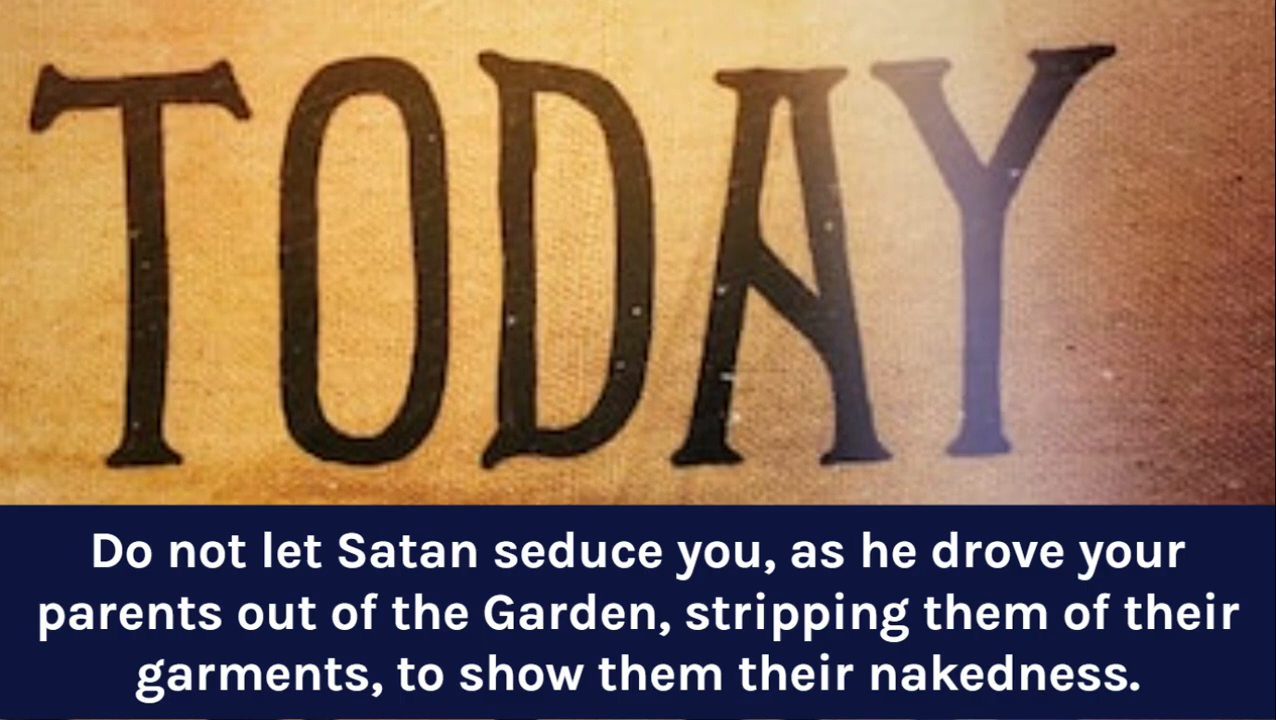 TODAY
Do not let Satan seduce you, as he drove your
parents out of the Garden, stripping them of their
garments, to show them their nakedness.